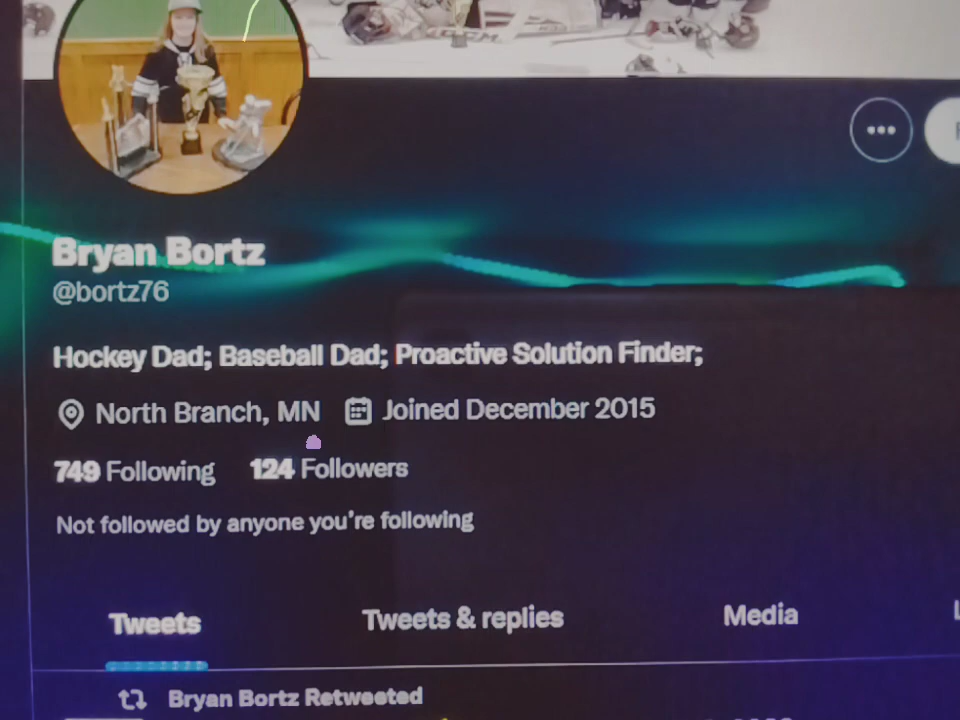 Bryan Bortz
@bortz76
Hockey Dad; Baseball Dad; Proactive Solution Finder;
North Branch, MN Joined December 2015
749 Following 124 Followers
Not followed by anyone you're following
Tweets Tweets & replies Media
Bryan Bortz Retweeted